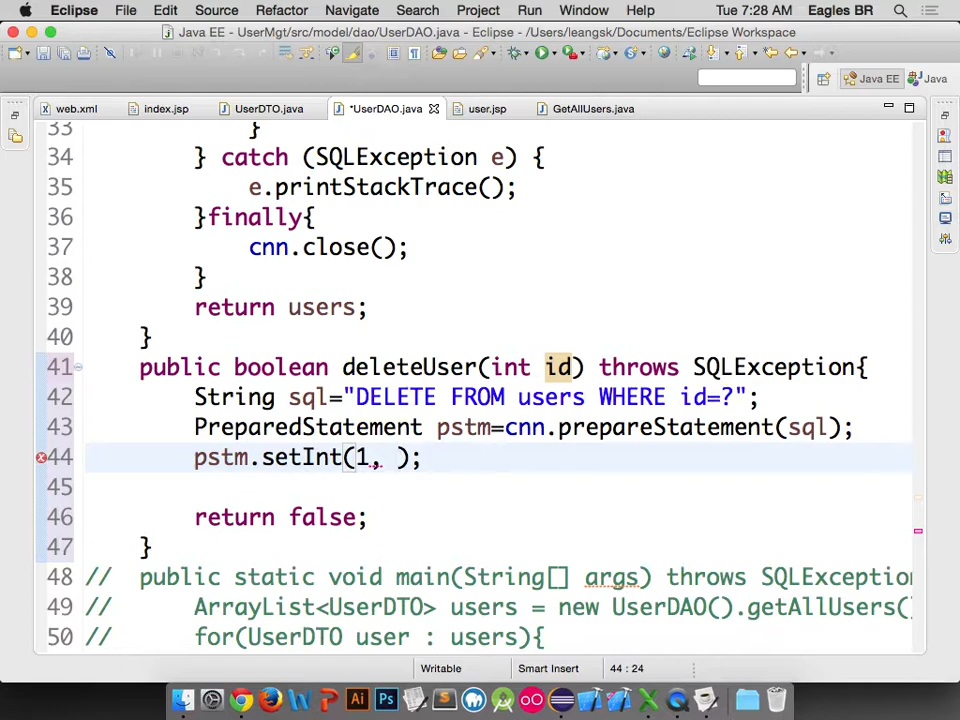 Eclipse File Edit Source Refactor Navigate Search Project Run Window Help Tue 7:28 AM Eagles BR
Java EE - UserMgt/src/model/dao/UserDAO.java - Eclipse - /Users/leangsk/Documents/Eclipse Workspace
Java EE Java
web.xml index.jsp UserDTO.java *UserDAO.java user.jsp GetAllUsers.java
33 }
34 } catch (SQLException e) {
35 e.printStackTrace();
36 }finally{
37 cnn.close();
38 }
39 return users;
40 }
41 public boolean deleteUser(int id) throws SQLException{
42 String sql="DELETE FROM users WHERE id=?";
43 PreparedStatement pstm=cnn.prepareStatement(sql);
44 pstm.setInt(1, );
45
46 return false;
47 }
48 // public static void main(String[] args) throws SQLException
49 // ArrayList<UserDTO> users = new UserDAO().getAllUsers()
50 // for(UserDTO user : users){
Writable Smart Insert 44 : 24